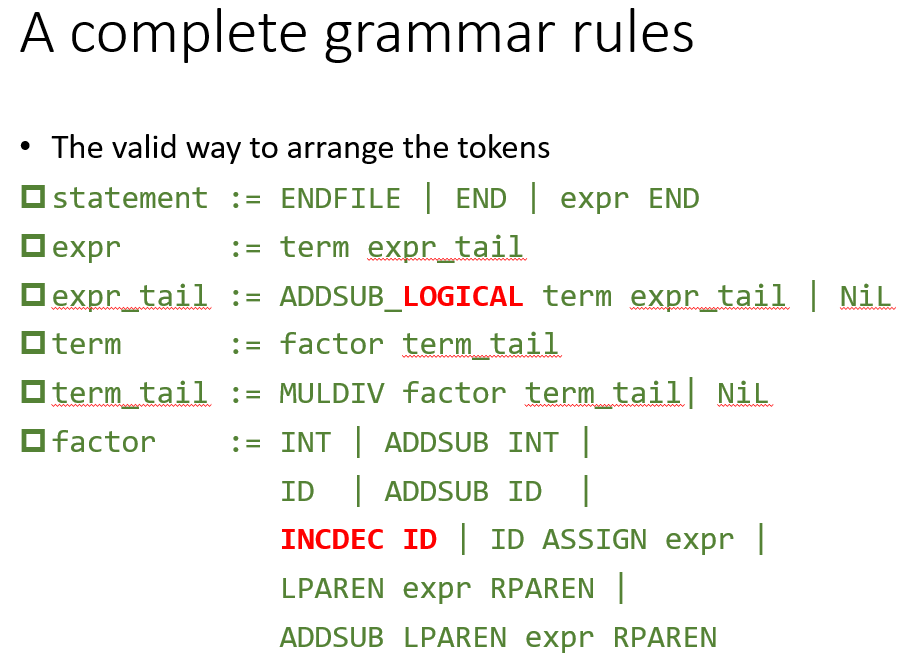 A complete grammar rules
• The valid way to arrange the tokens
statement := ENDFILE | END | expr END
expr := term expr_tail
expr_tail := ADDSUB_LOGICAL term expr_tail | NiL
term := factor term_tail
term_tail := MULDIV factor term_tail| NiL
factor := INT | ADDSUB INT |
ID | ADDSUB ID |
INCDEC ID | ID ASSIGN expr |
LPAREN expr RPAREN |
ADDSUB LPAREN expr RPAREN